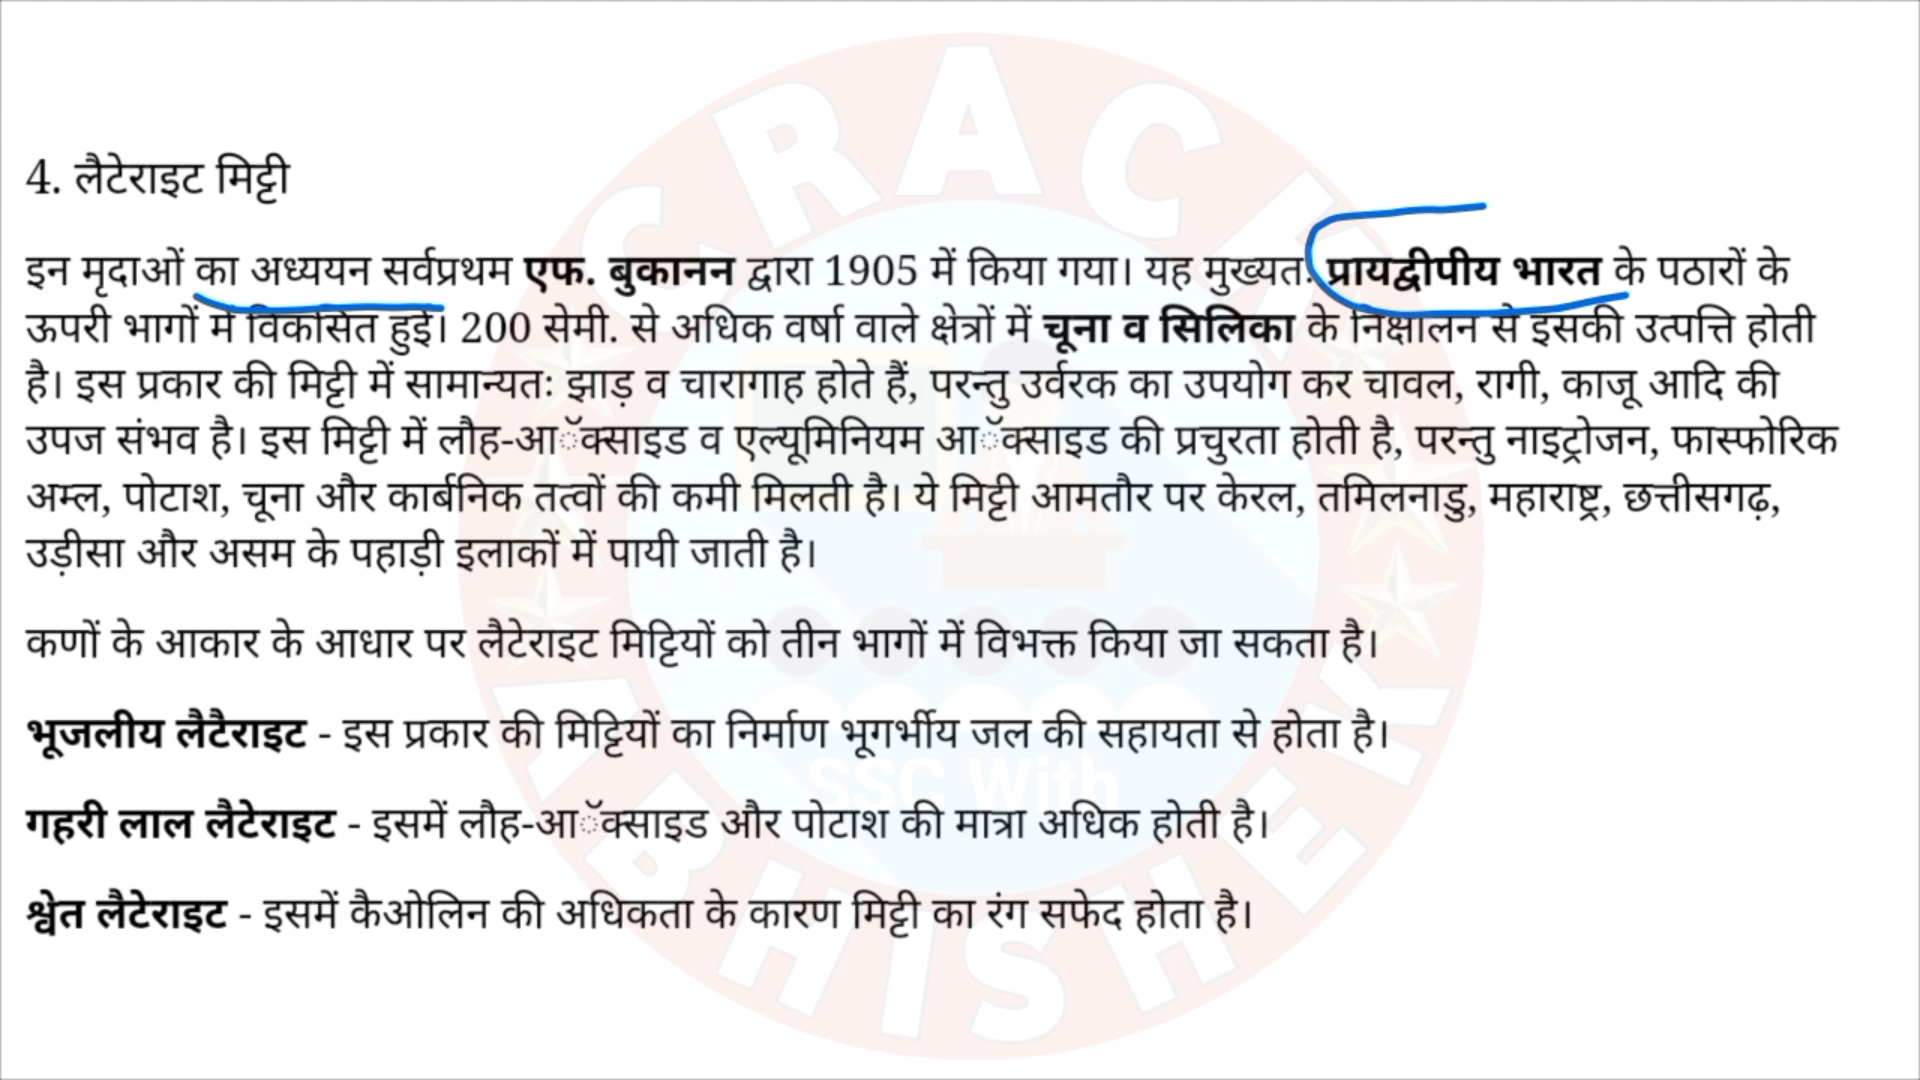 4. लैटेराइट मिट्टी
इन मृदाओं का अध्ययन सर्वप्रथम एफ. बुकानन द्वारा 1905 में किया गया। यह मुख्यतः प्रायद्वीपीय भारत के पठारों के
ऊपरी भागों में विकसित हुई। 200 सेमी. से अधिक वर्षा वाले क्षेत्रों में चूना व सिलिका के निक्षालन से इसकी उत्पत्ति होती
है। इस प्रकार की मिट्टी में सामान्यतः झाड़ व चारागाह होते हैं, परन्तु उर्वरक का उपयोग कर चावल, रागी, काजू आदि की
उपज संभव है। इस मिट्टी में लौह-आॅक्साइड व एल्यूमिनियम आॅक्साइड की प्रचुरता होती है, परन्तु नाइट्रोजन, फास्फोरिक
अम्ल, पोटाश, चूना और कार्बनिक तत्वों की कमी मिलती है। ये मिट्टी आमतौर पर केरल, तमिलनाडु, महाराष्ट्र, छत्तीसगढ़,
उड़ीसा और असम के पहाड़ी इलाकों में पायी जाती है।
कणों के आकार के आधार पर लैटेराइट मिट्टियों को तीन भागों में विभक्त किया जा सकता है।
भूजलीय लैटैराइट - इस प्रकार की मिट्टियों का निर्माण भूगर्भीय जल की सहायता से होता है।
गहरी लाल लैटेराइट - इसमें लौह-आॅक्साइड और पोटाश की मात्रा अधिक होती है।
श्वेत लैटेराइट - इसमें कैओलिन की अधिकता के कारण मिट्टी का रंग सफेद होता है।
CRACK
SSC With
ABHISHEK